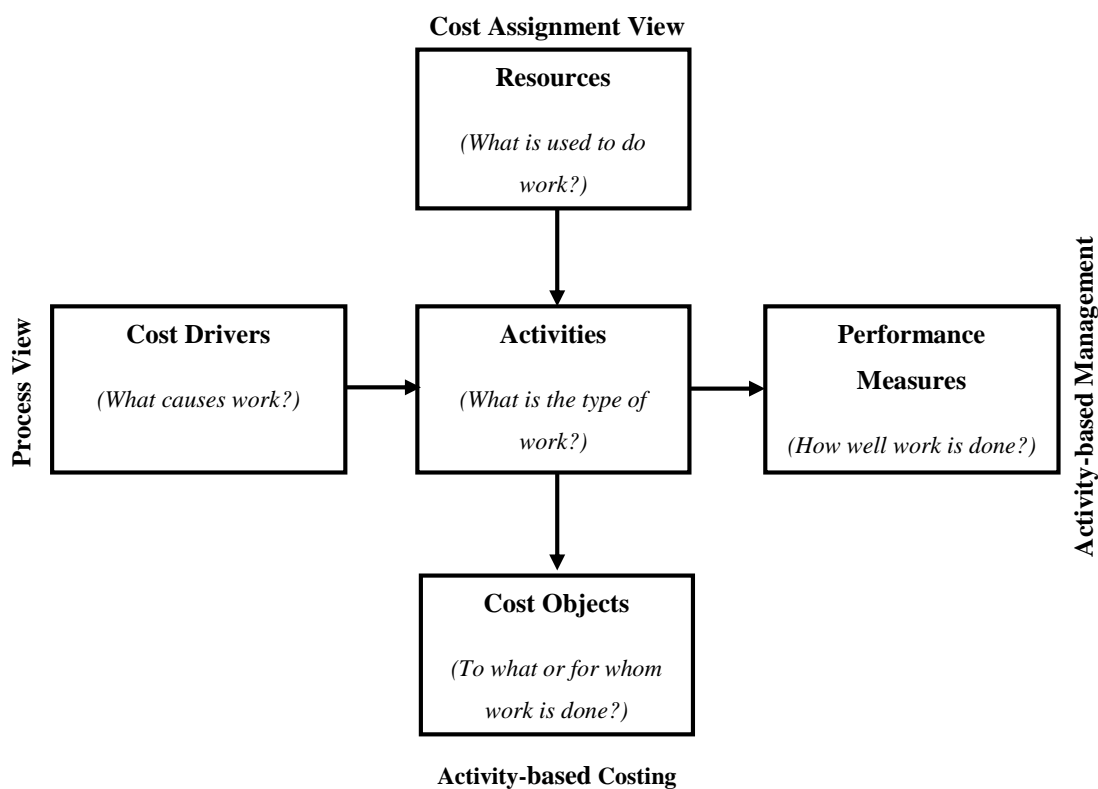 Cost Assignment View
Resources
(What is used to do
work?)
Process View
Cost Drivers
(What causes work?)
Activities
(What is the type of
work?)
Performance
Measures
(How well work is done?)
Activity-based Management
Cost Objects
(To what or for whom
work is done?)
Activity-based Costing